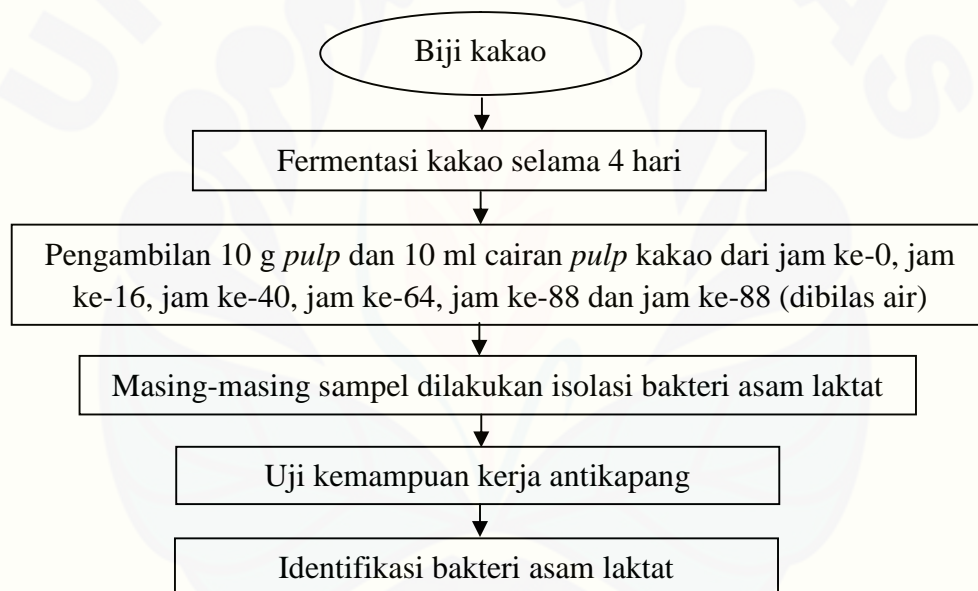 Biji kakao
Fermentasi kakao selama 4 hari
Pengambilan 10 g pulp dan 10 ml cairan pulp kakao dari jam ke-0, jam
ke-16, jam ke-40, jam ke-64, jam ke-88 dan jam ke-88 (dibilas air)
Masing-masing sampel dilakukan isolasi bakteri asam laktat
Uji kemampuan kerja antikapang
Identifikasi bakteri asam laktat